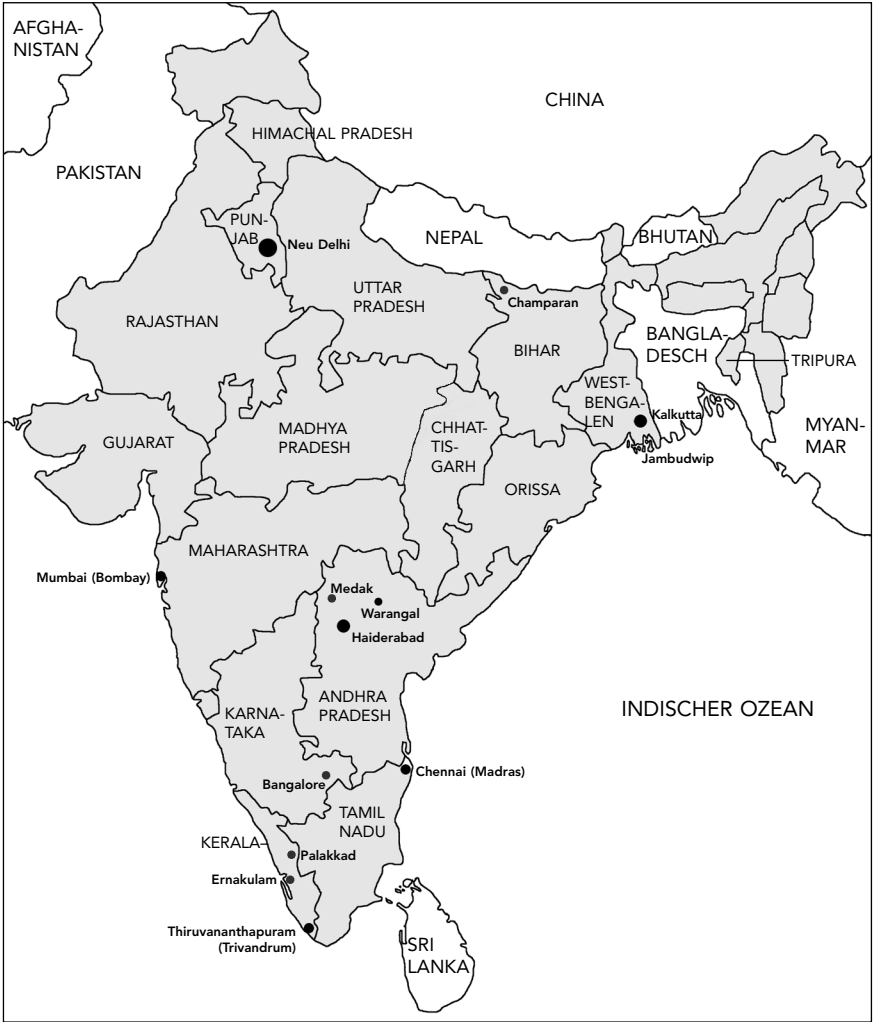 AFGHA-
NISTAN
CHINA
HIMACHAL PRADESH
PAKISTAN
PUN-
JAB
Neu Delhi
NEPAL
BHUTAN
UTTAR
PRADESH
Champaran
RAJASTHAN
BIHAR
BANGLA-
DESCH
TRIPURA
WEST-
BENGA-
LEN
Kalkutta
GUJARAT
MADHYA
PRADESH
CHHAT-
TIS-
GARH
MYAN-
MAR
Jambudwip
ORISSA
MAHARASHTRA
Mumbai (Bombay)
Medak
Warangal
Haiderabad
ANDHRA
PRADESH
KARNA-
TAKA
INDISCHER OZEAN
Bangalore
Chennai (Madras)
TAMIL
NADU
KERALA
Palakkad
Ernakulam
Thiruvananthapuram
(Trivandrum)
SRI
LANKA